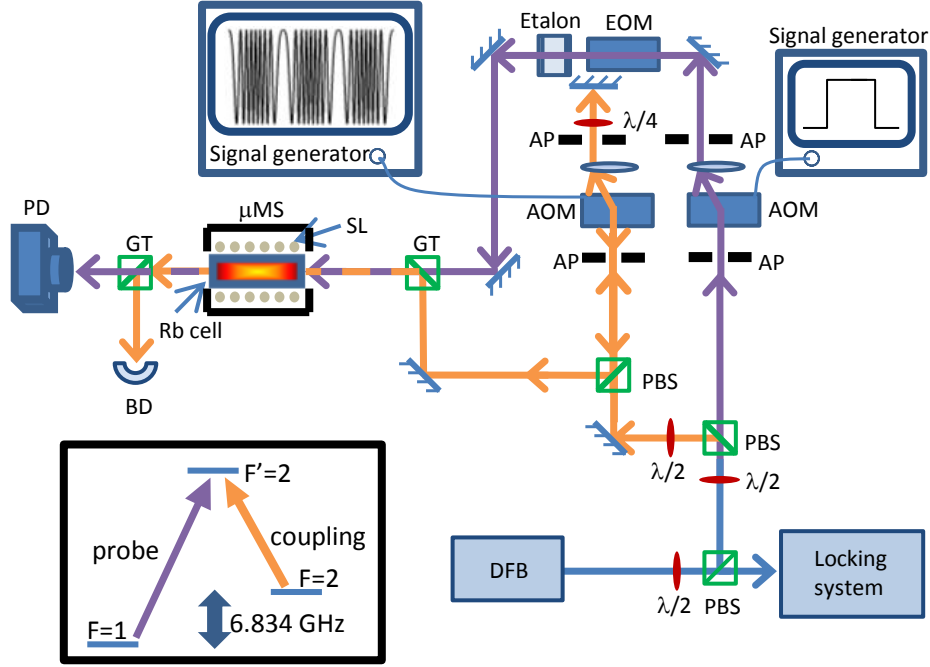 EOM
Etalon
Signal generator
λ/4
AP
AP
Signal generator
AOM
AOM
μMS
SL
PD
GT
GT
AP
AP
Rb cell
BD
PBS
PBS
λ/2
λ/2
F'=2
probe
coupling
F=2
F=1
6.834 GHz
DFB
λ/2
PBS
Locking
system